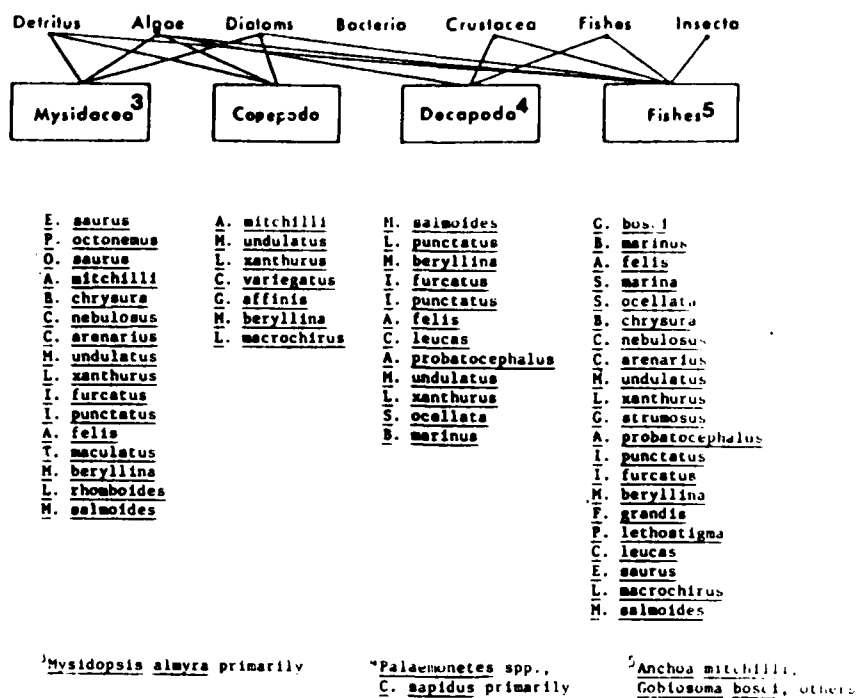 Detritus Algae Diatoms Bacteria Crustacea Fishes Insecta
Mysidacea3 Copepoda Decapoda4 Fishes5
E. saurus
P. octonemus
O. saurus
A. mitchilli
B. chrysura
C. nebulosus
C. arenarius
M. undulatus
L. xanthurus
I. furcatus
I. punctatus
A. felis
T. maculatus
M. beryllina
L. rhomboides
M. salmoides
A. mitchilli
M. undulatus
L. xanthurus
C. variegatus
G. affinis
M. beryllina
L. macrochirus
M. salmoides
L. punctatus
M. beryllina
I. furcatus
I. punctatus
A. felis
C. leucas
A. probatocephalus
M. undulatus
L. xanthurus
S. ocellata
B. marinus
G. bosci
B. marinus
A. felis
S. marina
S. ocellata
B. chrysura
C. nebulosus
C. arenarius
M. undulatus
L. xanthurus
G. strumosus
A. probatocephalus
I. punctatus
I. furcatus
M. beryllina
F. grandis
P. lethostigma
C. leucas
E. saurus
L. macrochirus
M. salmoides
3Mysidopsis almyra primarily
4Palaemonetes spp.,
C. sapidus primarily
5Anchoa mitchilli,
Gobiosoma bosci, others